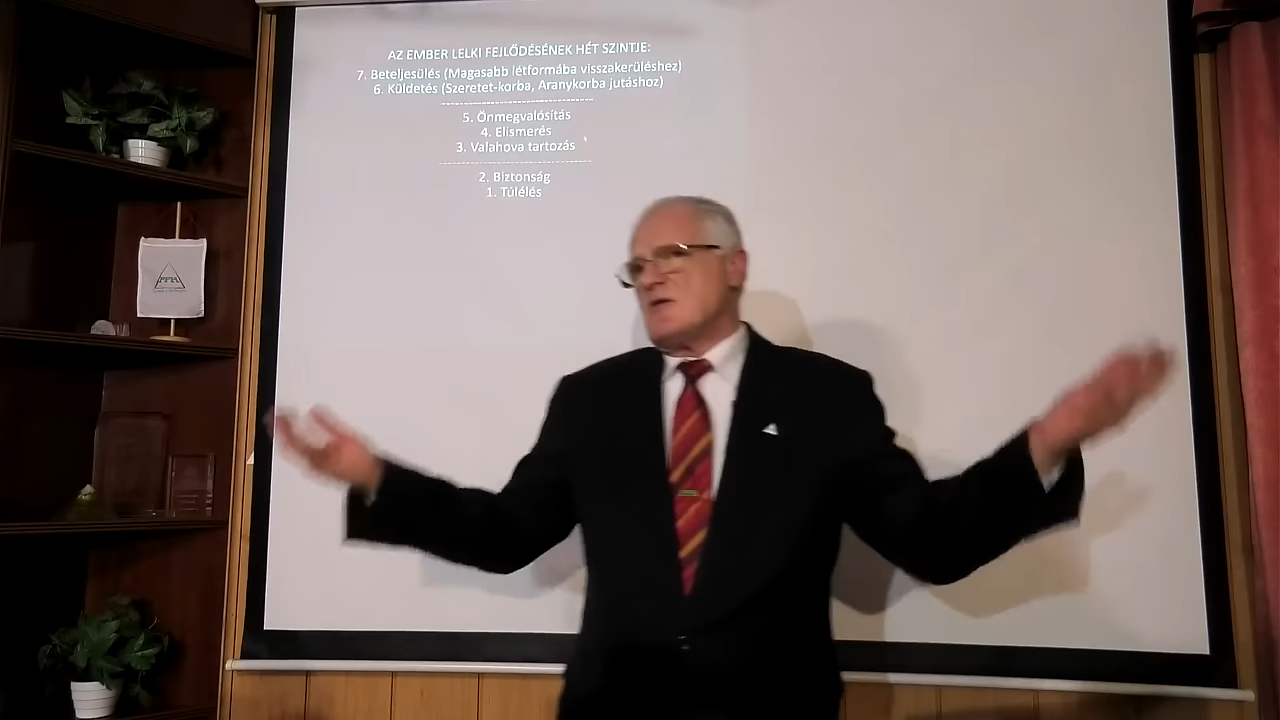 AZ EMBER LELKI FEJLŐDÉSÉNEK HÉT SZINTJE:
7. Beteljesülés (Magasabb létformába visszakerüléshez)
6. Küldetés (Szeretet-korba, Aranykorba jutáshoz)
5. Önmegvalósítás
4. Elismerés
3. Valahova tartozás
2. Biztonság
1. Túlélés